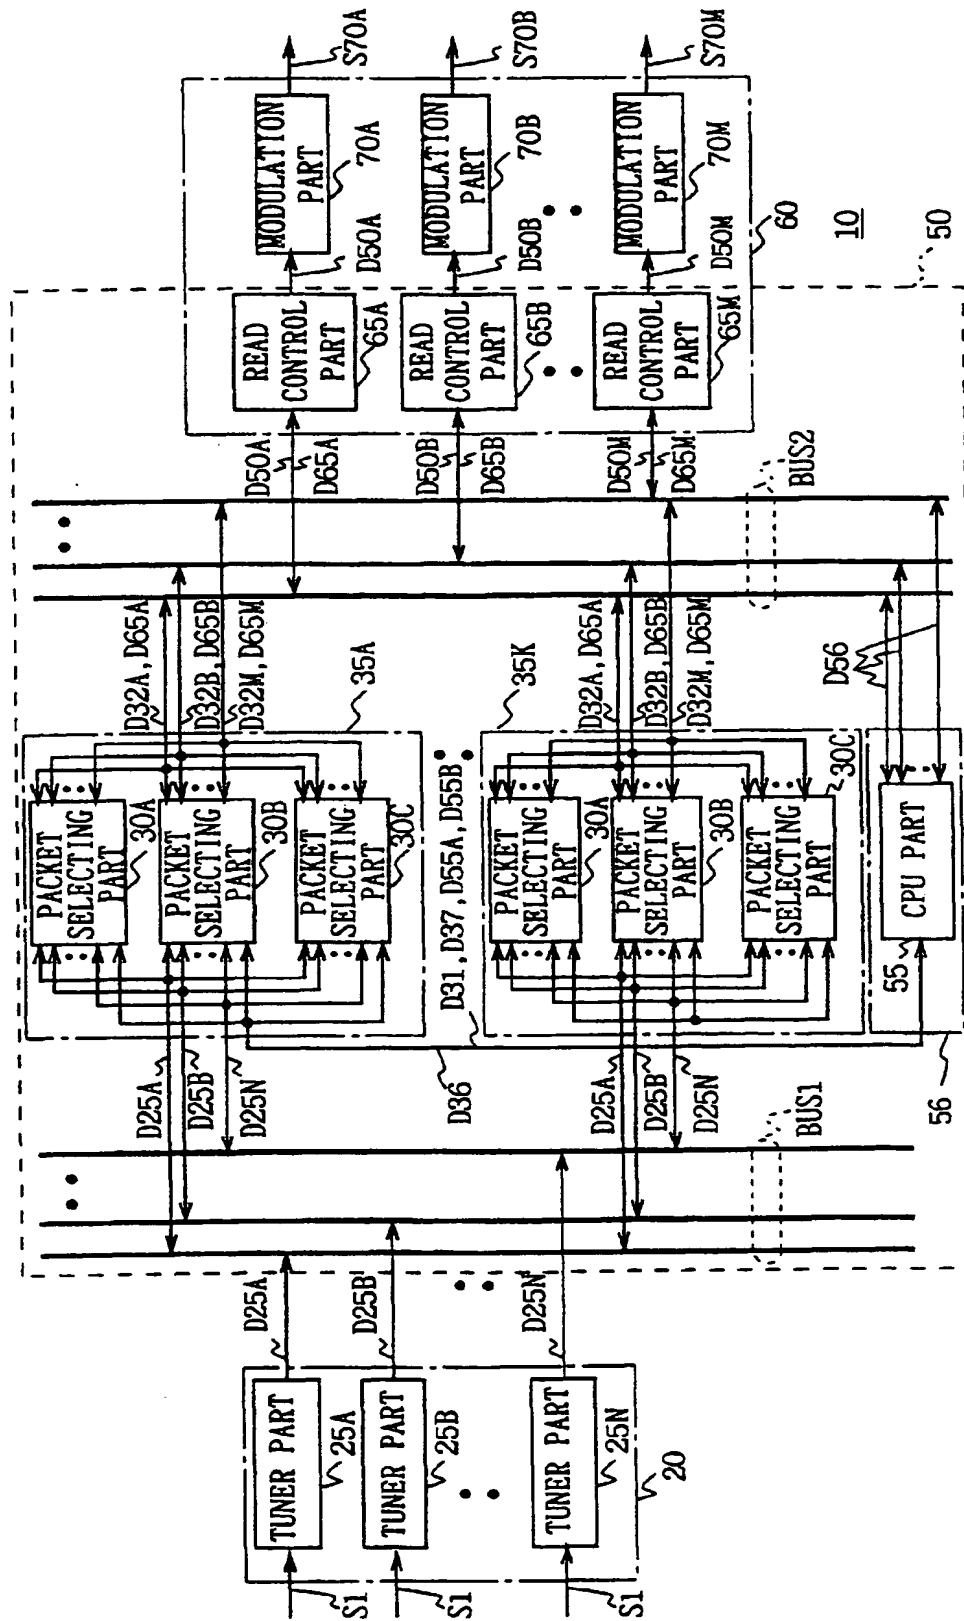 S1
S1
S1
TUNER PART
25A
TUNER PART
25B
TUNER PART
25N
20
D25A
D25B
D25N
BUS1
D25A
D25B
D25N
D36
D25A
D25B
D25N
D31, D37, D55A, D55B
PACKET
SELECTING
PART
30A
PACKET
SELECTING
PART
30B
PACKET
SELECTING
PART
30C
35A
PACKET
SELECTING
PART
30A
PACKET
SELECTING
PART
30B
PACKET
SELECTING
PART
30C
35K
55
CPU PART
56
D32A, D65A
D32B, D65B
D32M, D65M
D32A, D65A
D32B, D65B
D32M, D65M
D56
BUS2
D50A
D65A
D50B
D65B
D50M
D65M
READ
CONTROL
PART
65A
READ
CONTROL
PART
65B
READ
CONTROL
PART
65M
D50A
D50B
D50M
MODULATION
PART
70A
MODULATION
PART
70B
MODULATION
PART
70M
60
S70A
S70B
S70M
10
50